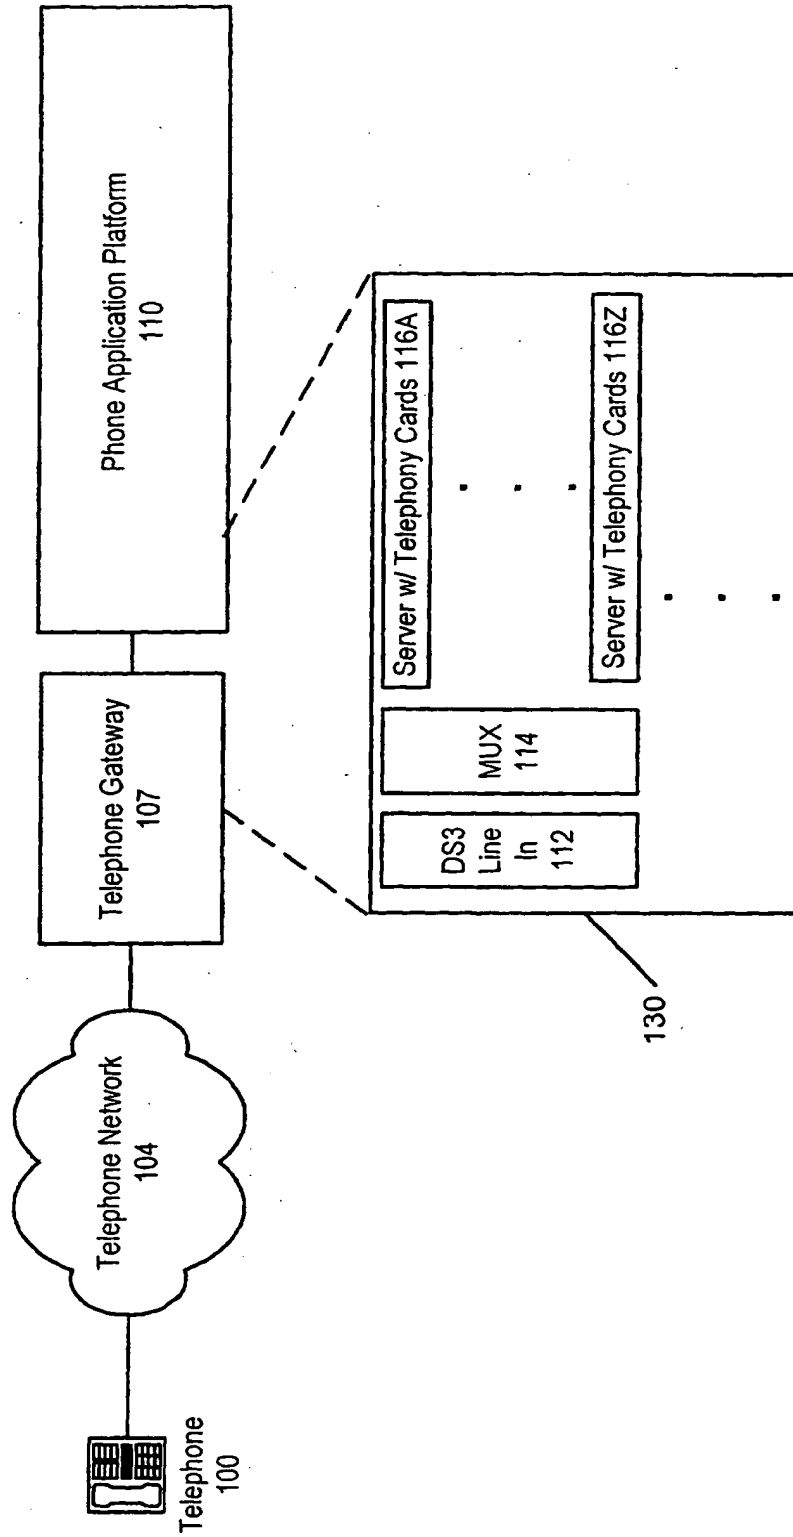 Telephone
100
Telephone Network
104
Telephone Gateway
107
Phone Application Platform
110
130
DS3
Line
In
112
MUX
114
Server w/ Telephony Cards 116A
Server w/ Telephony Cards 116Z